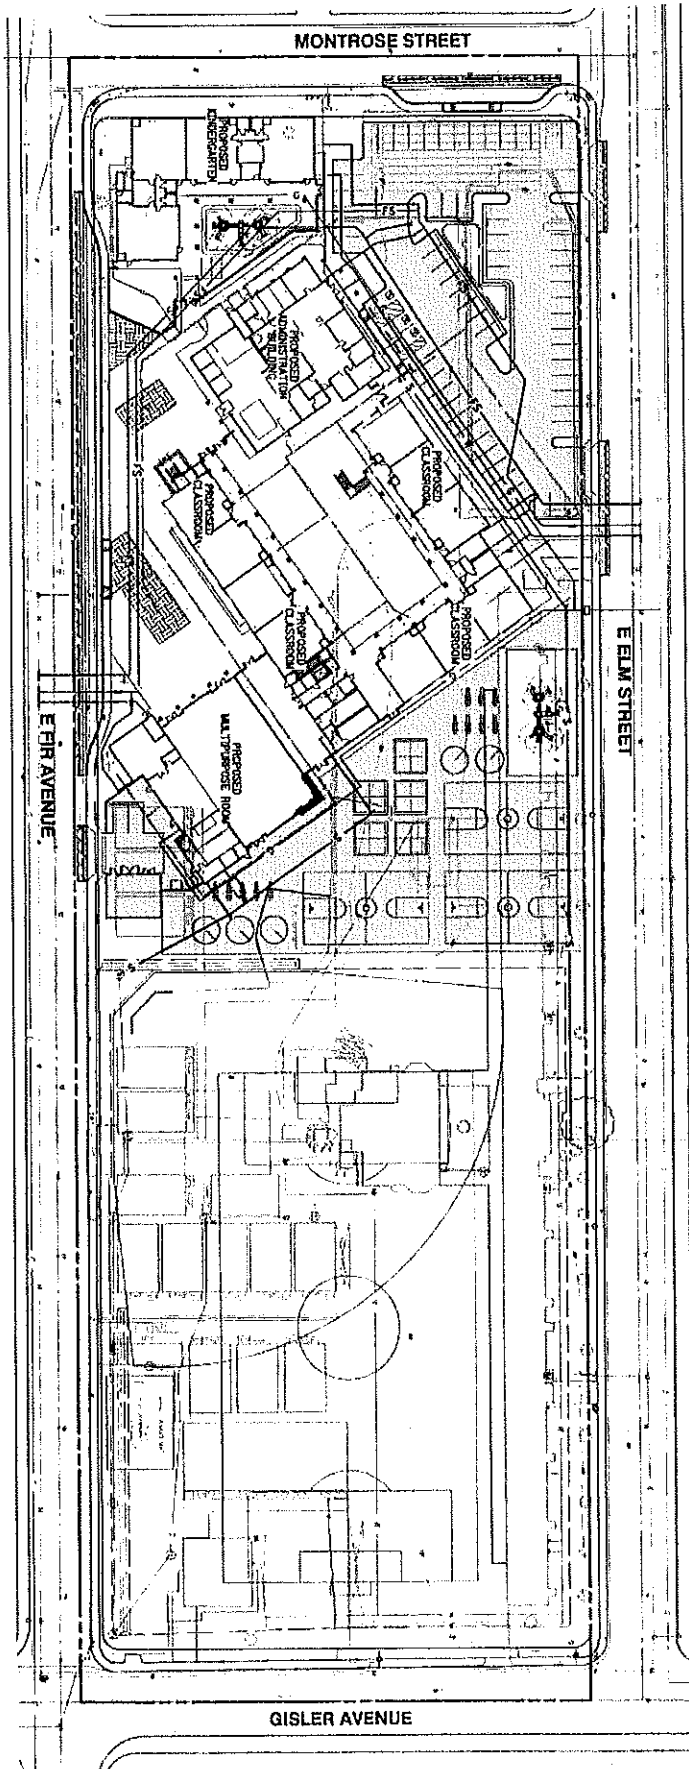 MONTROSE STREET
PROPOSED
KINDERGARTEN
PROPOSED
ADMINISTRATION
BUILDING
PROPOSED
CLASSROOM
PROPOSED
CLASSROOM
PROPOSED
CLASSROOM
PROPOSED
CLASSROOM
PROPOSED
MULTIPURPOSE ROOM
E ELM STREET
E FIR AVENUE
GISLER AVENUE